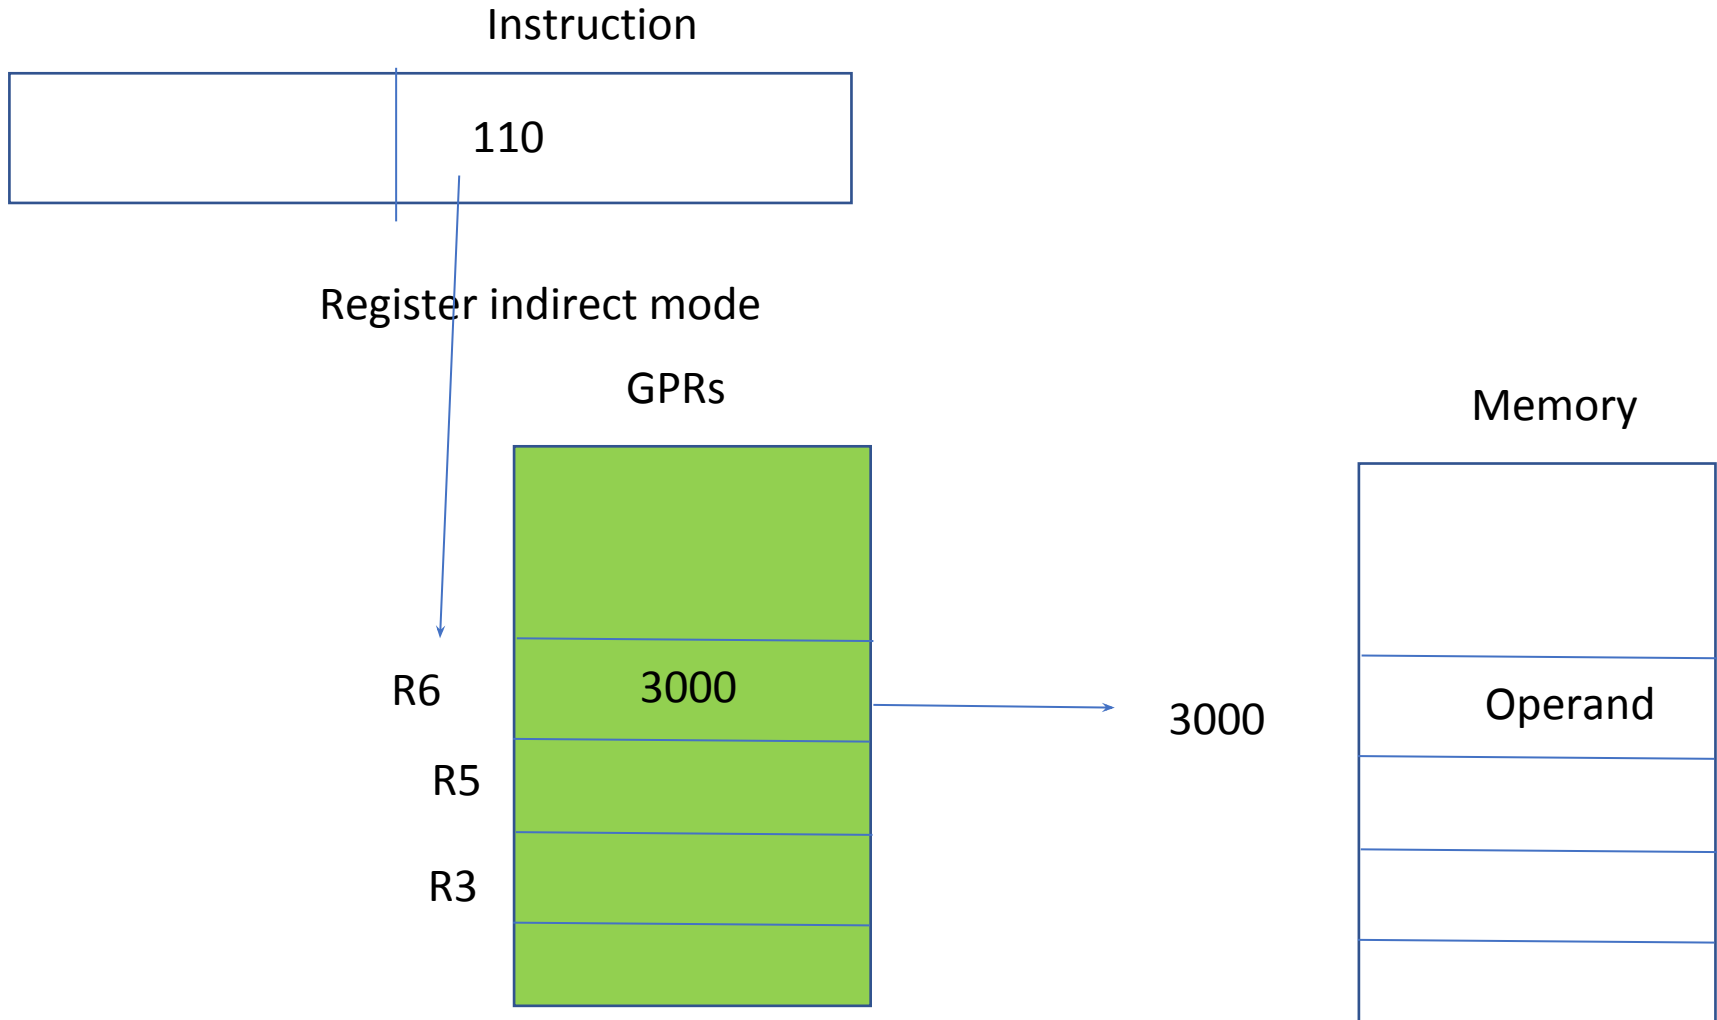 Instruction
110
Register indirect mode
GPRs
Memory
R6
3000
3000
Operand
R5
R3